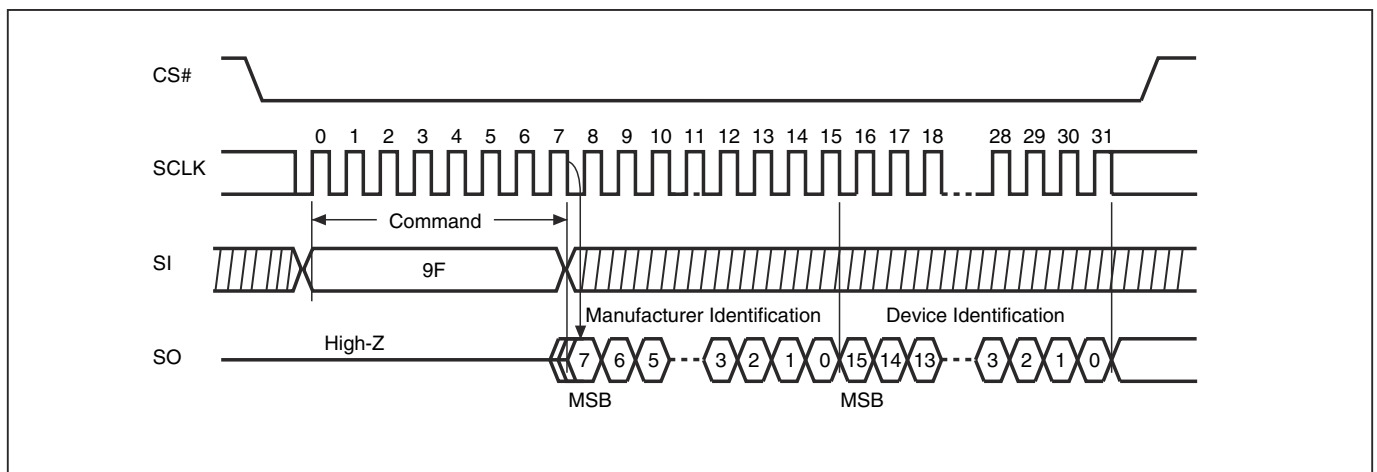 CS#
0 1 2 3 4 5 6 7 8 9 10 11 12 13 14 15 16 17 18 28 29 30 31
SCLK
Command
SI
9F
Manufacturer Identification Device Identification
High-Z
SO
7 6 5 3 2 1 0 15 14 13 3 2 1 0
MSB MSB